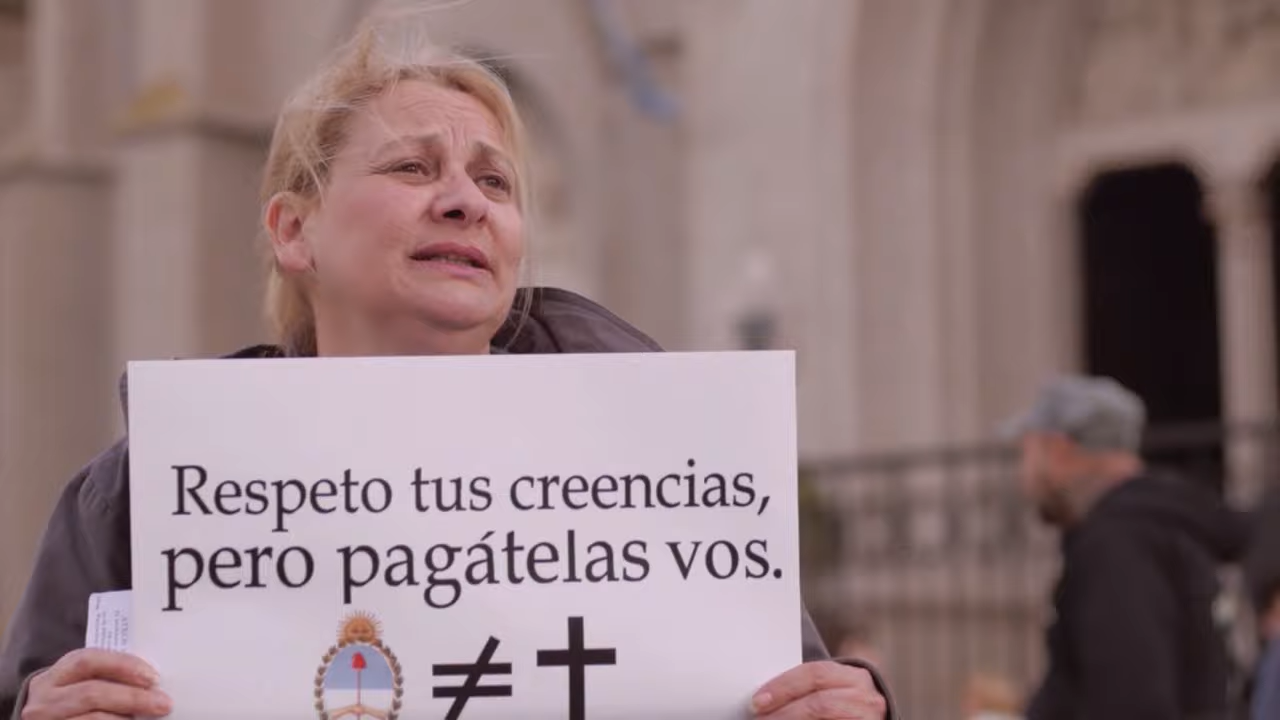 Respeto tus creencias,
pero pagátelas vos.
≠